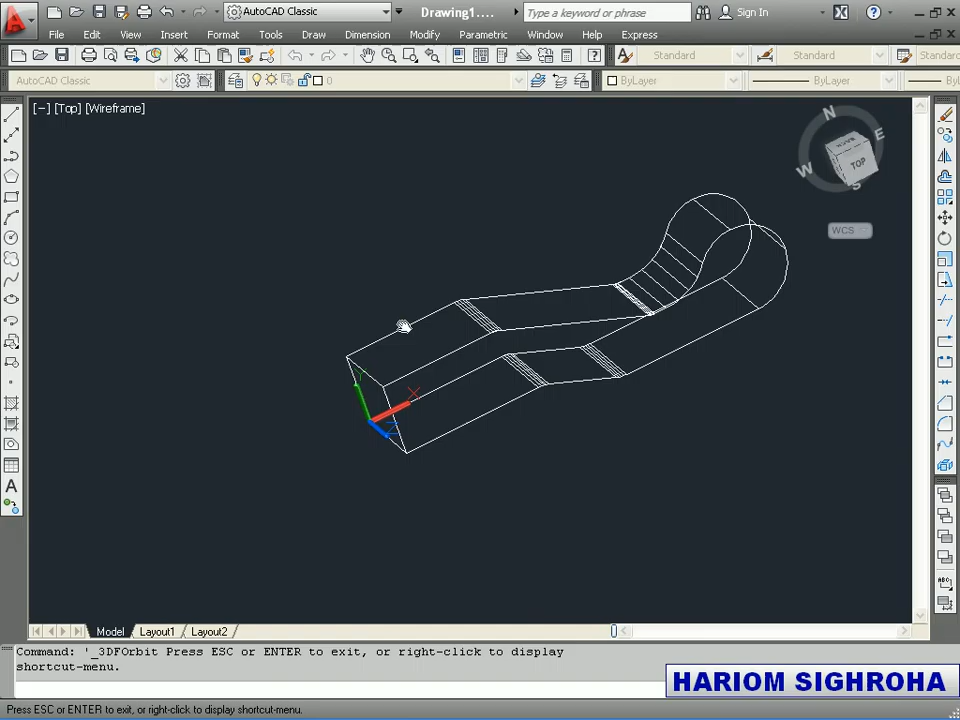 AutoCAD Classic
Drawing1....
Type a keyword or phrase
Sign In
File Edit View Insert Format Tools Draw Dimension Modify Parametric Window Help Express
Standard
Standard
Standard
AutoCAD Classic
0
ByLayer
ByLayer
[−] [Top] [Wireframe]
N
E
W
S
BACK
TOP
WCS
X
Y
Z
A
Model
Layout1
Layout2
Command: '_3DFOrbit Press ESC or ENTER to exit, or right-click to display
shortcut-menu.
HARIOM SIGHROHA
Press ESC or ENTER to exit, or right-click to display shortcut-menu.